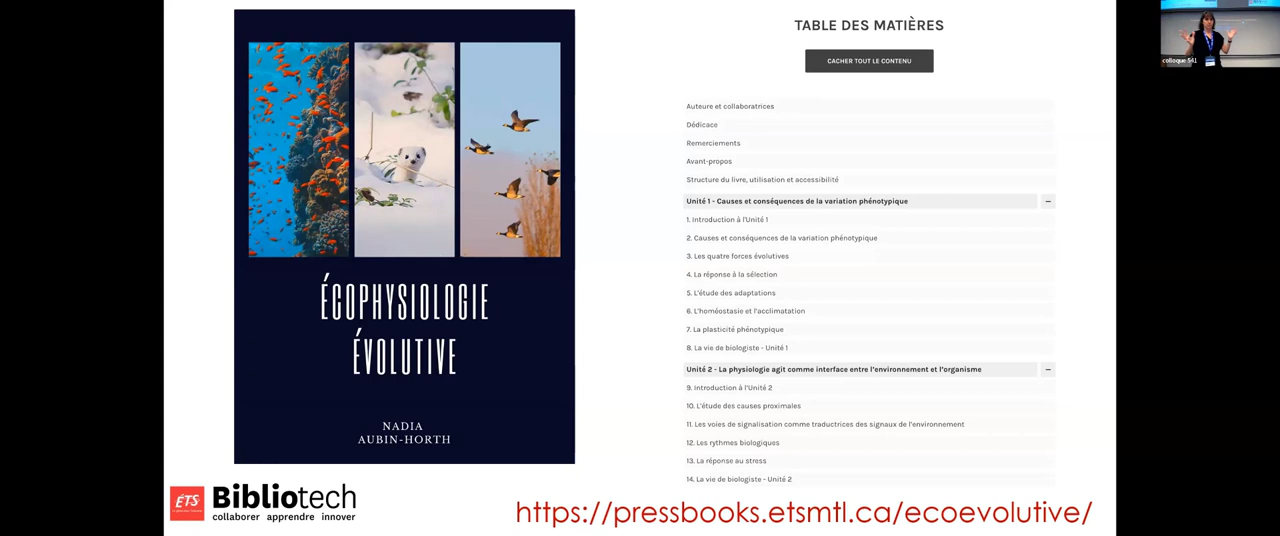 ÉCOPHYSIOLOGIE
ÉVOLUTIVE
NADIA
AUBIN-HORTH
TABLE DES MATIÈRES
CACHER TOUT LE CONTENU
Auteure et collaboratrices
Dédicace
Remerciements
Avant-propos
Structure du livre, utilisation et accessibilité
Unité 1 - Causes et conséquences de la variation phénotypique
1. Introduction à l'Unité 1
2. Causes et conséquences de la variation phénotypique
3. Les quatre forces évolutives
4. La réponse à la sélection
5. L'étude des adaptations
6. L'homéostasie et l'acclimatation
7. La plasticité phénotypique
8. La vie de biologiste - Unité 1
Unité 2 - La physiologie agit comme interface entre l'environnement et l'organisme
9. Introduction à l'Unité 2
10. L'étude des causes proximales
11. Les voies de signalisation comme traductrices des signaux de l'environnement
12. Les rythmes biologiques
13. La réponse au stress
14. La vie de biologiste - Unité 2
ÉTS
Bibliotech
collaborer apprendre innover
https://pressbooks.etsmtl.ca/ecoevolutive/
colloque 541